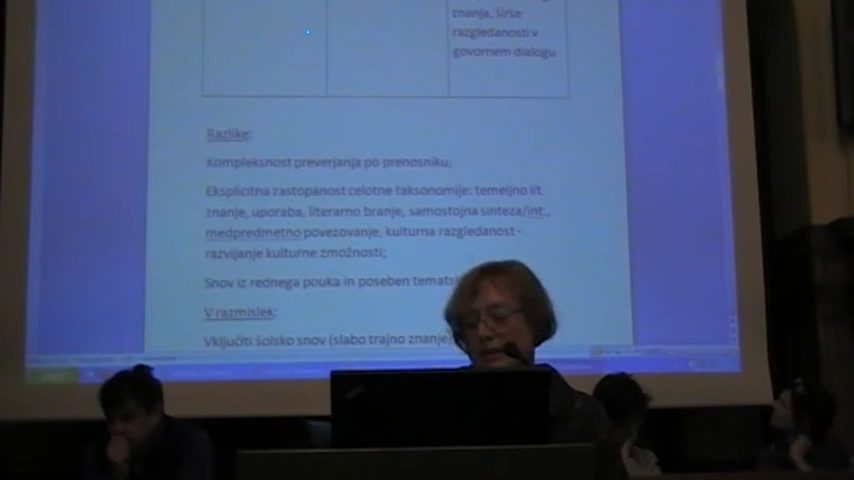 znanja, širše
razgledanosti v
govornem dialogu
Razlike:
Kompleksnost preverjanja po prenosniku;
Eksplicitna zastopanost celotne taksonomije: temeljno lit.
znanje, uporaba, literarno branje, samostojna sinteza/int.,
medpredmetno povezovanje, kulturna razgledanost-
razvijanje kulturne zmožnosti;
Snov iz rednega pouka in poseben
V razmislek:
Vključiti šolsko snov (slabo trajno znanje)